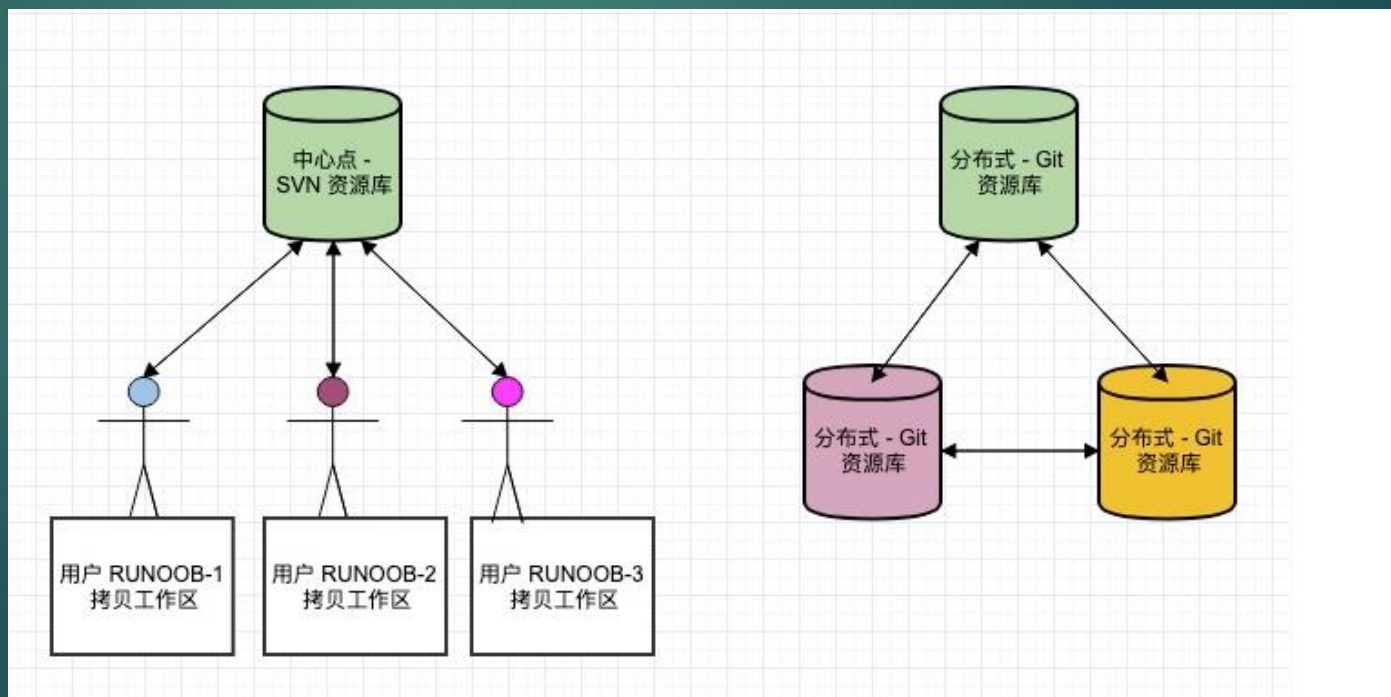 中心点 -
SVN 资源库
分布式 - Git
资源库
分布式 - Git
资源库
分布式 - Git
资源库
用户 RUNOOB-1
拷贝工作区
用户 RUNOOB-2
拷贝工作区
用户 RUNOOB-3
拷贝工作区